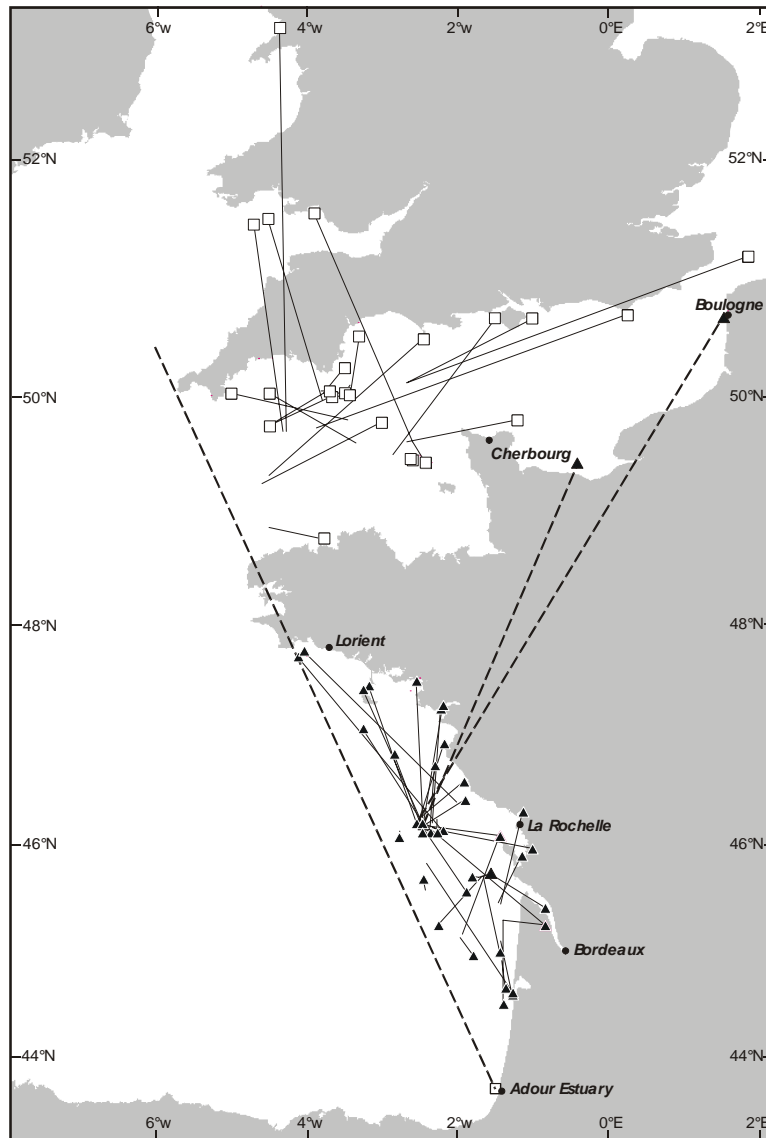 6°w 4°W 2°W 0°E 2°E
52°N 52°N
Boulogne
50°N 50°N
Cherbourg
48°N 48°N
Lorient
La Rochelle
46°N 46°N
Bordeaux
44°N 44°N
Adour Estuary
6°W 4°W 2°W 0°E 2°E